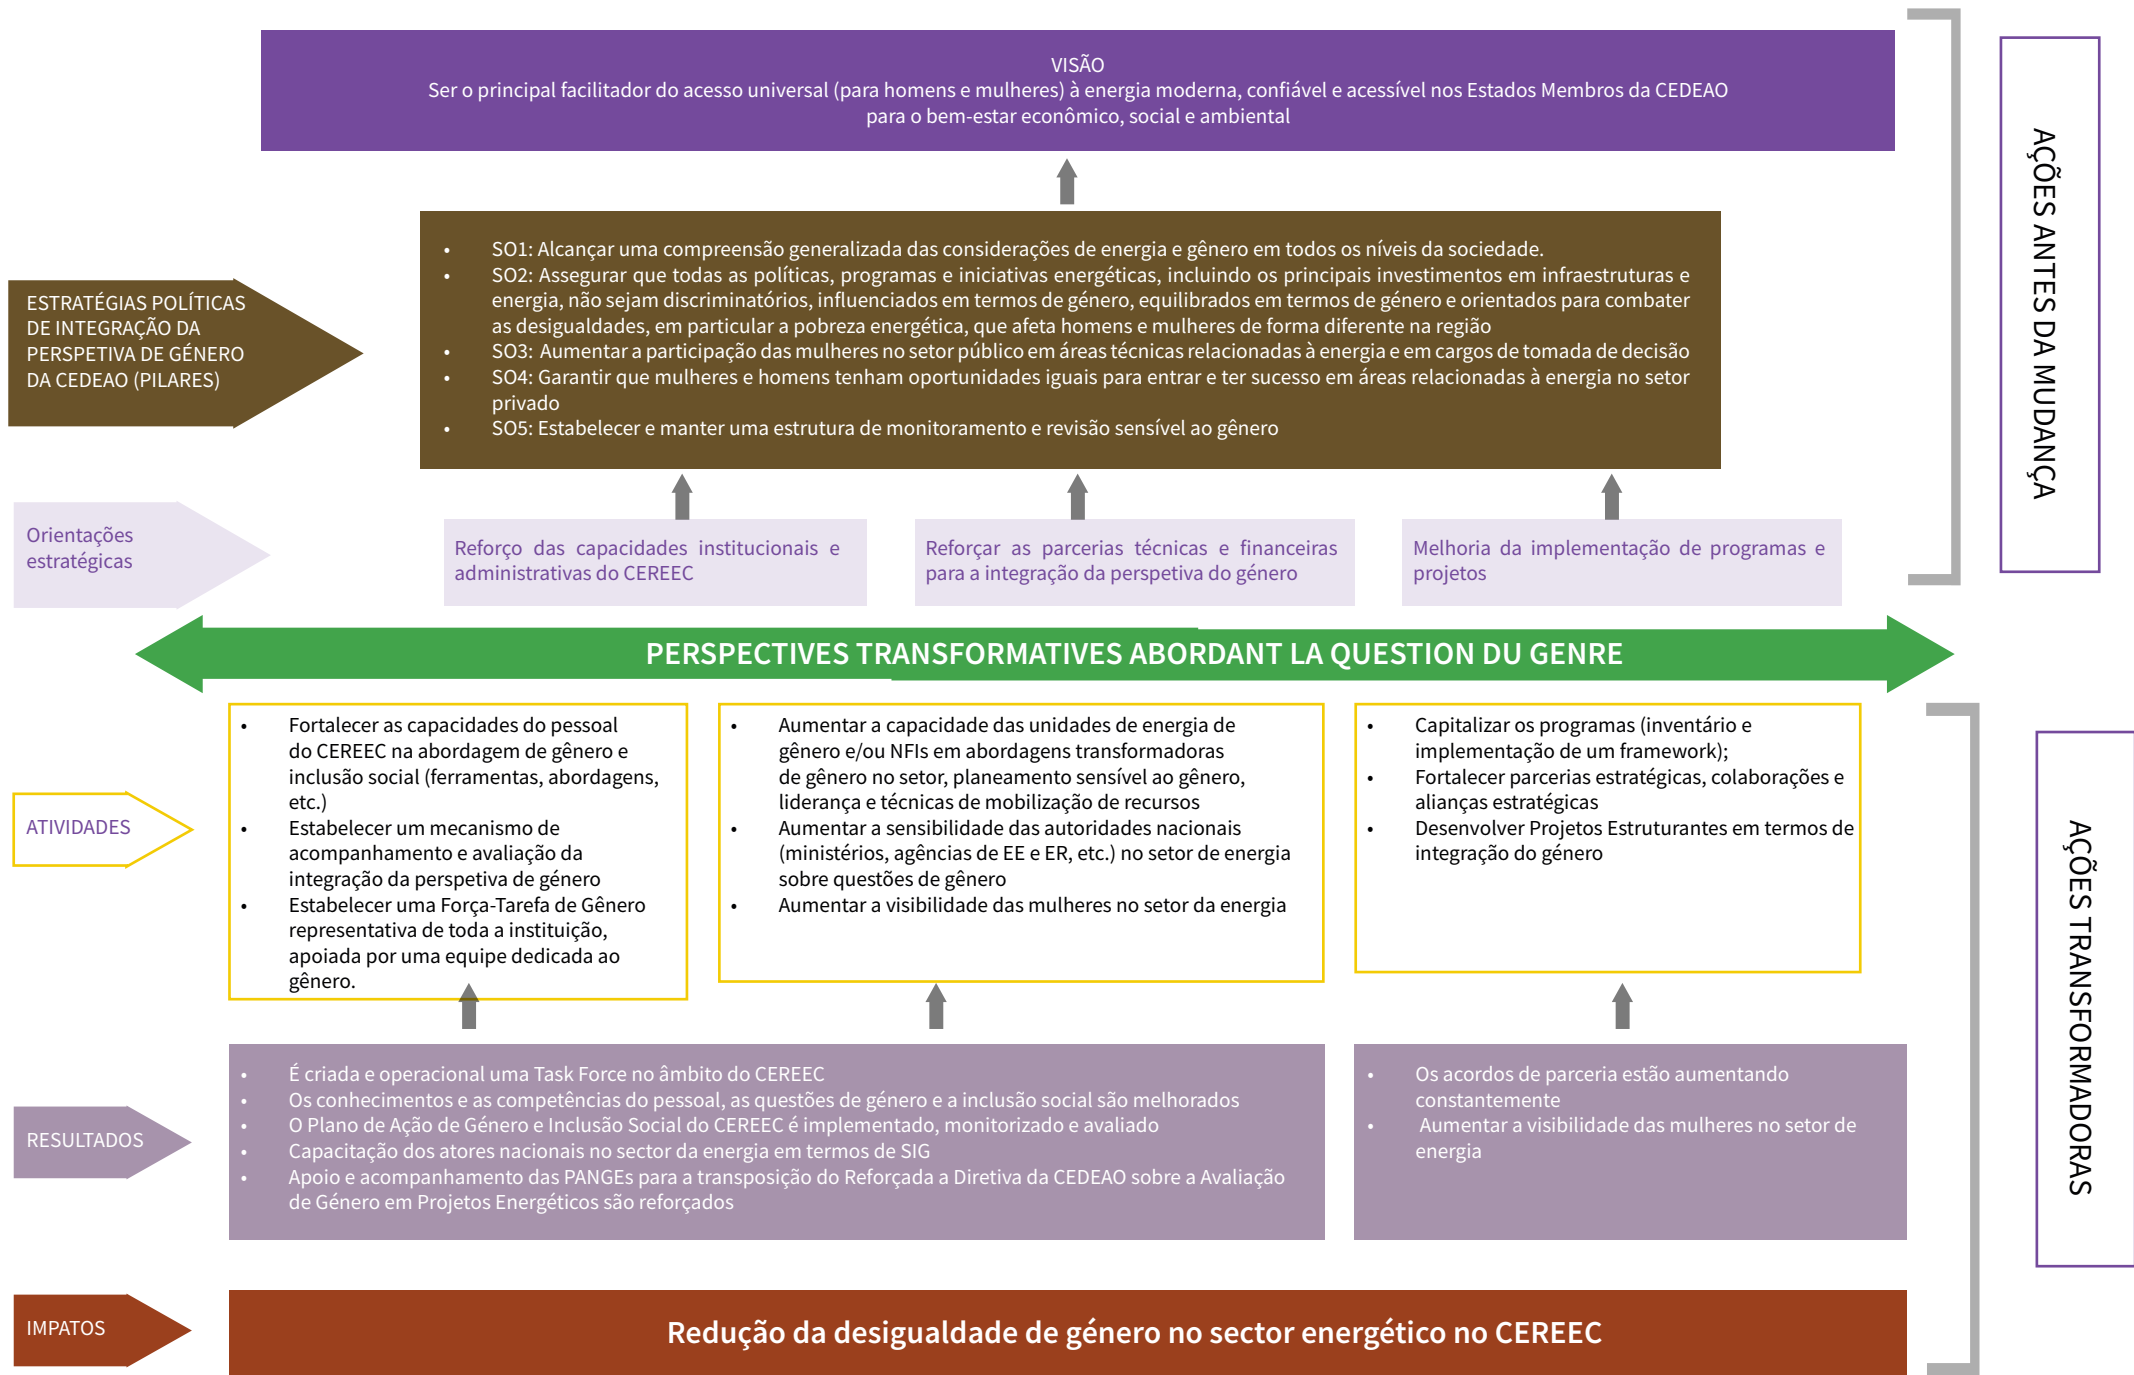 VISÃO
Ser o principal facilitador do acesso universal (para homens e mulheres) à energia moderna, confiável e acessível nos Estados Membros da CEDEAO
para o bem-estar econômico, social e ambiental
AÇÕES ANTES DA MUDANÇA
ESTRATÉGIAS POLÍTICAS
DE INTEGRAÇÃO DA
PERSPETIVA DE GÉNERO
DA CEDEAO (PILARES)
• SO1: Alcançar uma compreensão generalizada das considerações de energia e gênero em todos os níveis da sociedade.
• SO2: Assegurar que todas as políticas, programas e iniciativas energéticas, incluindo os principais investimentos em infraestruturas e
energia, não sejam discriminatórios, influenciados em termos de género, equilibrados em termos de género e orientados para combater
as desigualdades, em particular a pobreza energética, que afeta homens e mulheres de forma diferente na região
• SO3: Aumentar a participação das mulheres no setor público em áreas técnicas relacionadas à energia e em cargos de tomada de decisão
• SO4: Garantir que mulheres e homens tenham oportunidades iguais para entrar e ter sucesso em áreas relacionadas à energia no setor
privado
• SO5: Estabelecer e manter uma estrutura de monitoramento e revisão sensível ao gênero
Orientações
estratégicas
Reforço das capacidades institucionais e
administrativas do CEREEC
Reforçar as parcerias técnicas e financeiras
para a integração da perspetiva do género
Melhoria da implementação de programas e
projetos
PERSPECTIVES TRANSFORMATIVES ABORDANT LA QUESTION DU GENRE
ATIVIDADES
• Fortalecer as capacidades do pessoal
do CEREEC na abordagem de gênero e
inclusão social (ferramentas, abordagens,
etc.)
• Estabelecer um mecanismo de
acompanhamento e avaliação da
integração da perspetiva de género
• Estabelecer uma Força-Tarefa de Gênero
representativa de toda a instituição,
apoiada por uma equipe dedicada ao
gênero.
• Aumentar a capacidade das unidades de energia de
gênero e/ou NFIs em abordagens transformadoras
de gênero no setor, planeamento sensível ao gênero,
liderança e técnicas de mobilização de recursos
• Aumentar a sensibilidade das autoridades nacionais
(ministérios, agências de EE e ER, etc.) no setor de energia
sobre questões de gênero
• Aumentar a visibilidade das mulheres no setor da energia
• Capitalizar os programas (inventário e
implementação de um framework);
• Fortalecer parcerias estratégicas, colaborações e
alianças estratégicas
• Desenvolver Projetos Estruturantes em termos de
integração do género
AÇÕES TRANSFORMADORAS
RESULTADOS
• É criada e operacional uma Task Force no âmbito do CEREEC
• Os conhecimentos e as competências do pessoal, as questões de género e a inclusão social são melhorados
• O Plano de Ação de Género e Inclusão Social do CEREEC é implementado, monitorizado e avaliado
• Capacitação dos atores nacionais no sector da energia em termos de SIG
• Apoio e acompanhamento das PANGEs para a transposição do Reforçada a Diretiva da CEDEAO sobre a Avaliação
de Género em Projetos Energéticos são reforçados
• Os acordos de parceria estão aumentando
constantemente
• Aumentar a visibilidade das mulheres no setor de
energia
IMPATOS
Redução da desigualdade de género no sector energético no CEREEC